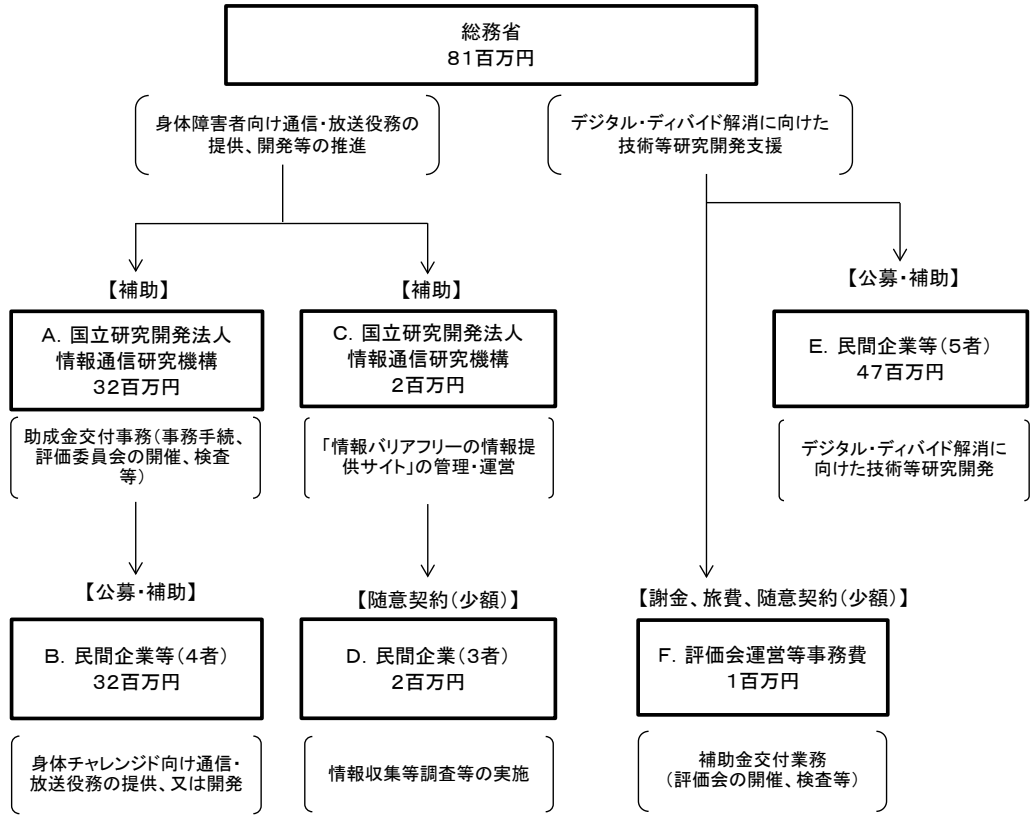 総務省
81百万円
身体障害者向け通信・放送役務の
提供、開発等の推進
デジタル・ディバイド解消に向けた
技術等研究開発支援
【補助】
A．国立研究開発法人
情報通信研究機構
32百万円
助成金交付事務（事務手続、
評価委員会の開催、検査
等）
【補助】
C．国立研究開発法人
情報通信研究機構
2百万円
「情報バリアフリーの情報提
供サイト」の管理・運営
【公募・補助】
E．民間企業等（5者）
47百万円
デジタル・ディバイド解消に
向けた技術等研究開発
【公募・補助】
B．民間企業等（4者）
32百万円
身体チャレンジド向け通信・
放送役務の提供、又は開発
【随意契約（少額）】
D．民間企業（3者）
2百万円
情報収集等調査等の実施
【謝金、旅費、随意契約（少額）】
F．評価会運営等事務費
1百万円
補助金交付業務
（評価会の開催、検査等）